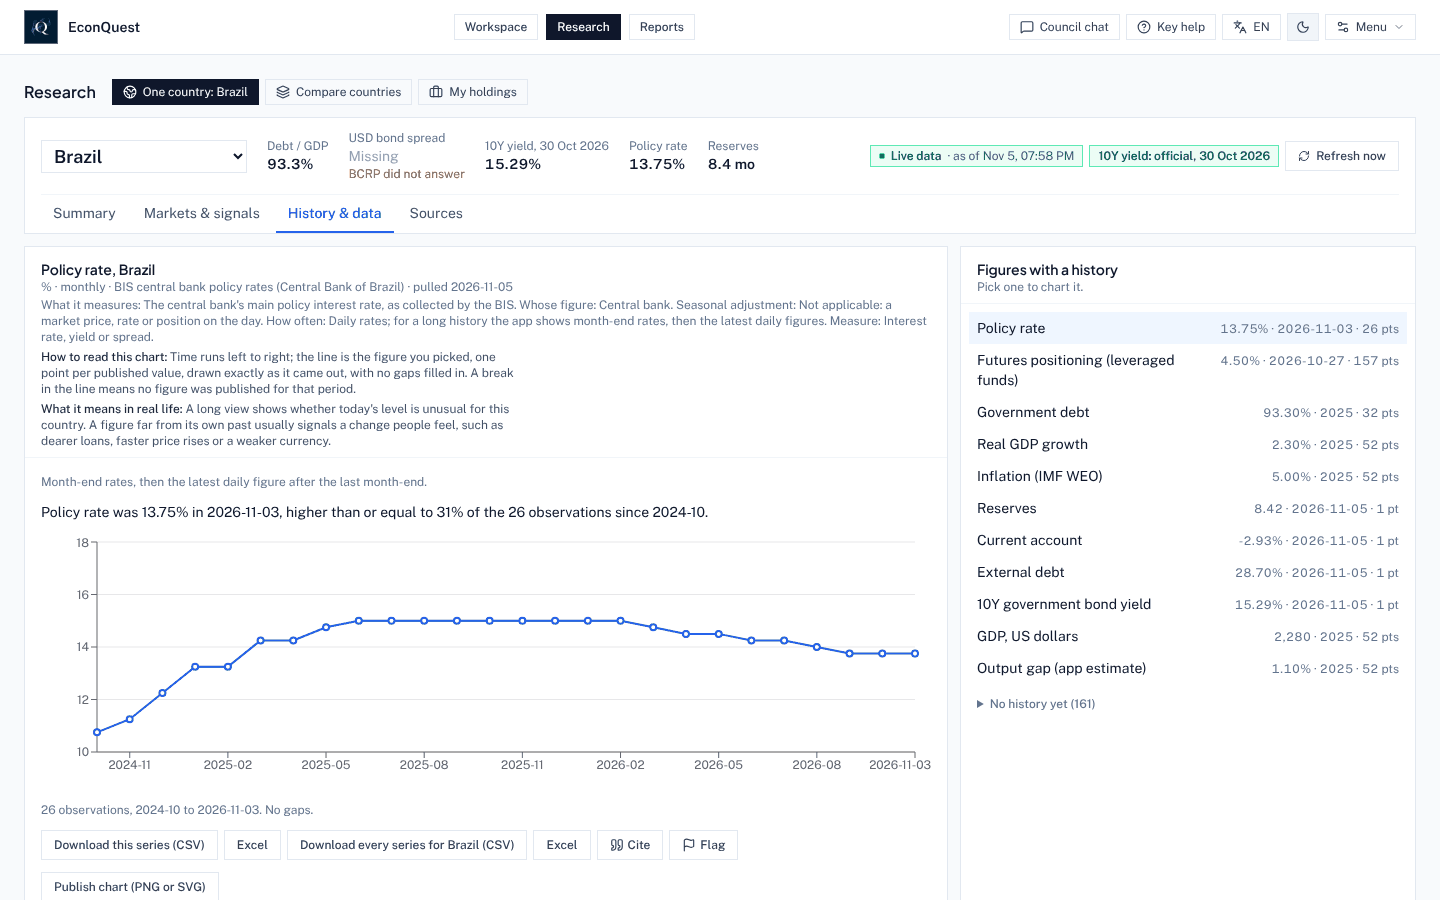 EconQuest
Workspace
Research
Reports
Council chat
Key help
EN
Menu
Research
One country: Brazil
Compare countries
My holdings
Brazil
Debt / GDP
93.3%
USD bond spread
Missing
BCRP did not answer
10Y yield, 30 Oct 2026
15.29%
Policy rate
13.75%
Reserves
8.4 mo
Live data · as of Nov 5, 07:58 PM
10Y yield: official, 30 Oct 2026
Refresh now
Summary
Markets & signals
History & data
Sources
Policy rate, Brazil
% · monthly · BIS central bank policy rates (Central Bank of Brazil) · pulled 2026-11-05
What it measures: The central bank's main policy interest rate, as collected by the BIS. Whose figure: Central bank. Seasonal adjustment: Not applicable: a
market price, rate or position on the day. How often: Daily rates; for a long history the app shows month-end rates, then the latest daily figures. Measure: Interest
rate, yield or spread.
How to read this chart: Time runs left to right; the line is the figure you picked, one
point per published value, drawn exactly as it came out, with no gaps filled in. A break
in the line means no figure was published for that period.
What it means in real life: A long view shows whether today's level is unusual for this
country. A figure far from its own past usually signals a change people feel, such as
dearer loans, faster price rises or a weaker currency.
Month-end rates, then the latest daily figure after the last month-end.
Policy rate was 13.75% in 2026-11-03, higher than or equal to 31% of the 26 observations since 2024-10.
18
16
14
12
10
2024-11
2025-02
2025-05
2025-08
2025-11
2026-02
2026-05
2026-08
2026-11-03
26 observations, 2024-10 to 2026-11-03. No gaps.
Download this series (CSV)
Excel
Download every series for Brazil (CSV)
Excel
Cite
Flag
Publish chart (PNG or SVG)
Figures with a history
Pick one to chart it.
Policy rate
13.75% · 2026-11-03 · 26 pts
Futures positioning (leveraged
funds)
4.50% · 2026-10-27 · 157 pts
Government debt
93.30% · 2025 · 32 pts
Real GDP growth
2.30% · 2025 · 52 pts
Inflation (IMF WEO)
5.00% · 2025 · 52 pts
Reserves
8.42 · 2026-11-05 · 1 pt
Current account
-2.93% · 2026-11-05 · 1 pt
External debt
28.70% · 2026-11-05 · 1 pt
10Y government bond yield
15.29% · 2026-11-05 · 1 pt
GDP, US dollars
2,280 · 2025 · 52 pts
Output gap (app estimate)
1.10% · 2025 · 52 pts
No history yet (161)